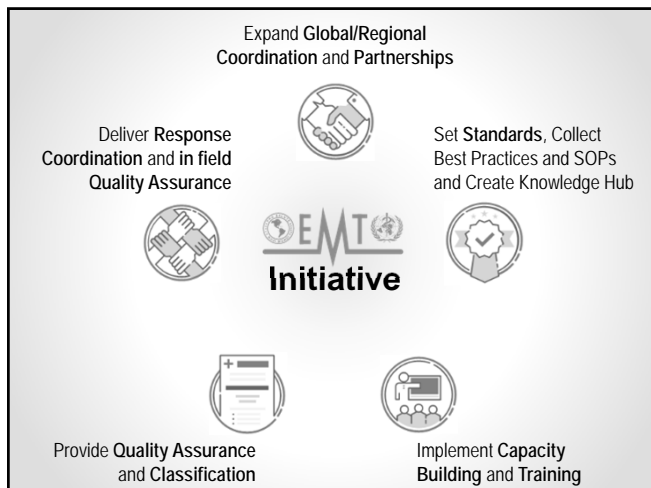 Expand Global/Regional
Coordination and Partnerships
Deliver Response
Coordination and in field
Quality Assurance
Set Standards, Collect
Best Practices and SOPs
and Create Knowledge Hub
EMT
Initiative
Provide Quality Assurance
and Classification
Implement Capacity
Building and Training